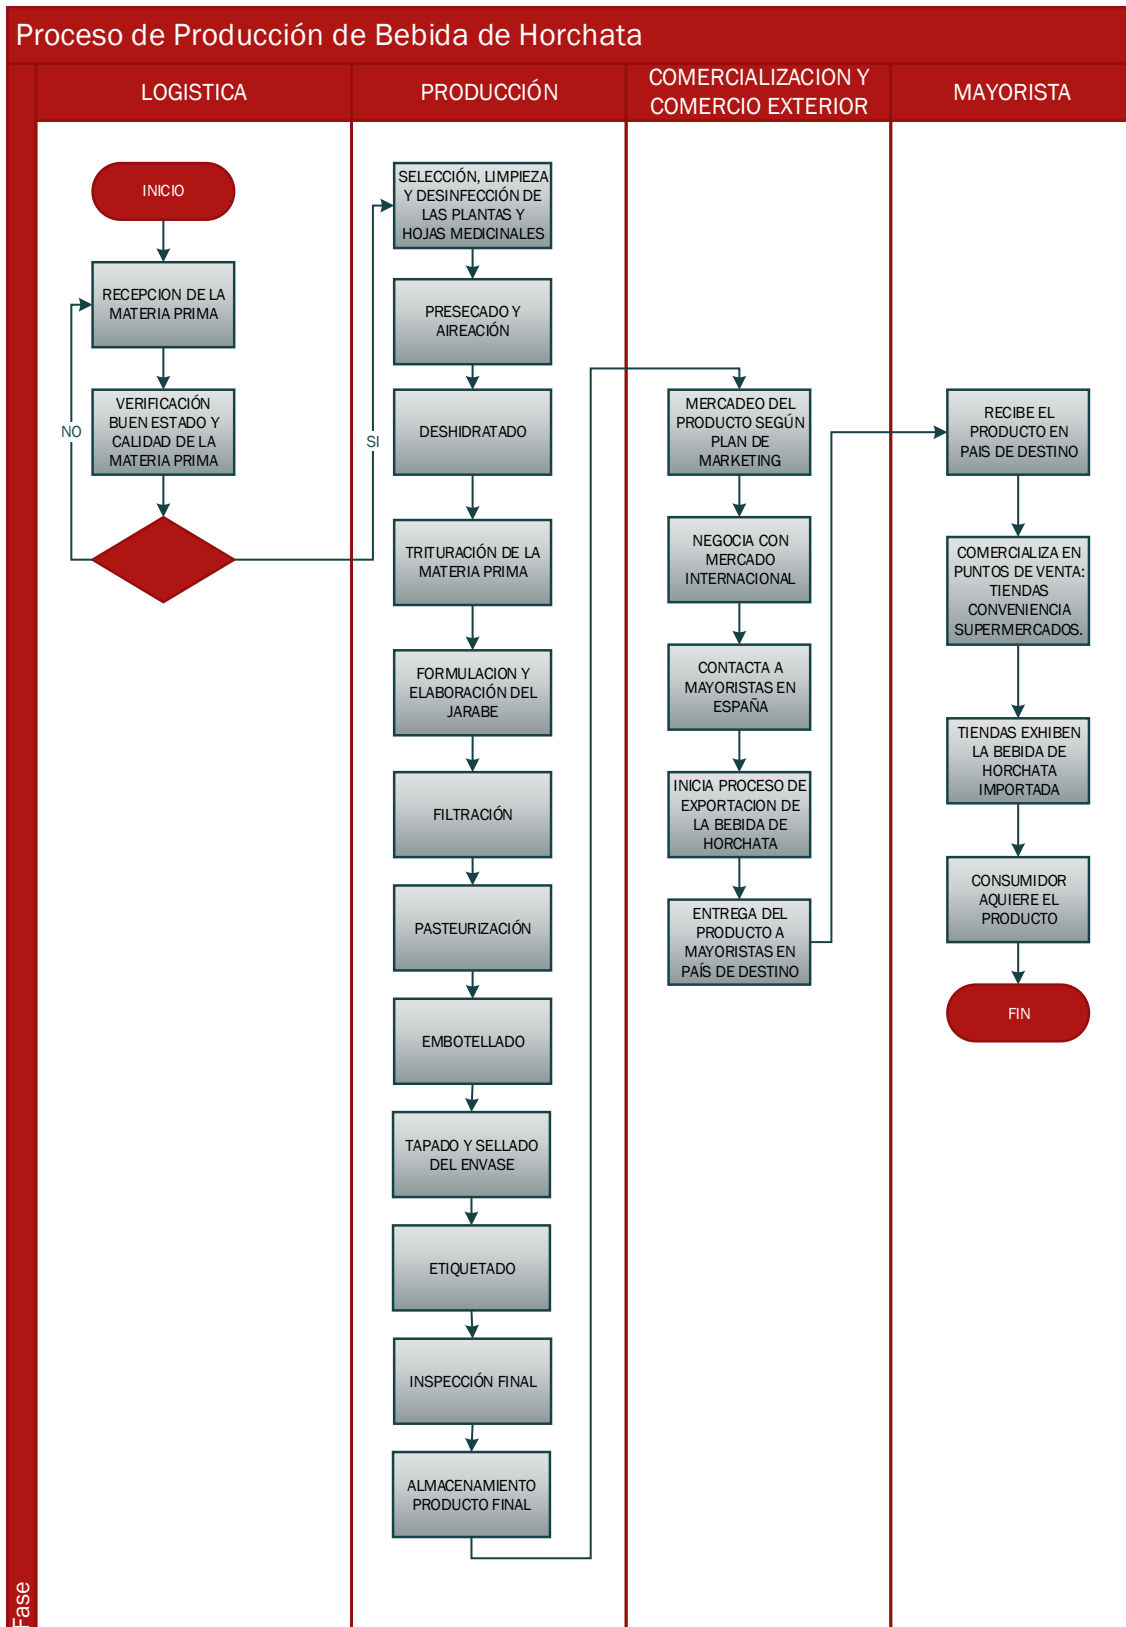 Proceso de Producción de Bebida de Horchata
LOGISTICA
PRODUCCIÓN
COMERCIALIZACION Y
COMERCIO EXTERIOR
MAYORISTA
INICIO
RECEPCION DE LA
MATERIA PRIMA
VERIFICACIÓN
BUEN ESTADO Y
CALIDAD DE LA
MATERIA PRIMA
NO
SI
SELECCIÓN, LIMPIEZA
Y DESINFECCIÓN DE
LAS PLANTAS Y
HOJAS MEDICINALES
PRESECADO Y
AIREACIÓN
DESHIDRATADO
TRITURACIÓN DE LA
MATERIA PRIMA
FORMULACION Y
ELABORACIÓN DEL
JARABE
FILTRACIÓN
PASTEURIZACIÓN
EMBOTELLADO
TAPADO Y SELLADO
DEL ENVASE
ETIQUETADO
INSPECCIÓN FINAL
ALMACENAMIENTO
PRODUCTO FINAL
MERCADEO DEL
PRODUCTO SEGÚN
PLAN DE
MARKETING
NEGOCIA CON
MERCADO
INTERNACIONAL
CONTACTA A
MAYORISTAS EN
ESPAÑA
INICIA PROCESO DE
EXPORTACION DE
LA BEBIDA DE
HORCHATA
ENTREGA DEL
PRODUCTO A
MAYORISTAS EN
PAÍS DE DESTINO
RECIBE EL
PRODUCTO EN
PAIS DE DESTINO
COMERCIALIZA EN
PUNTOS DE VENTA:
TIENDAS
CONVENIENCIA
SUPERMERCADOS.
TIENDAS EXHIBEN
LA BEBIDA DE
HORCHATA
IMPORTADA
CONSUMIDOR
AQUIERE EL
PRODUCTO
FIN
Fase